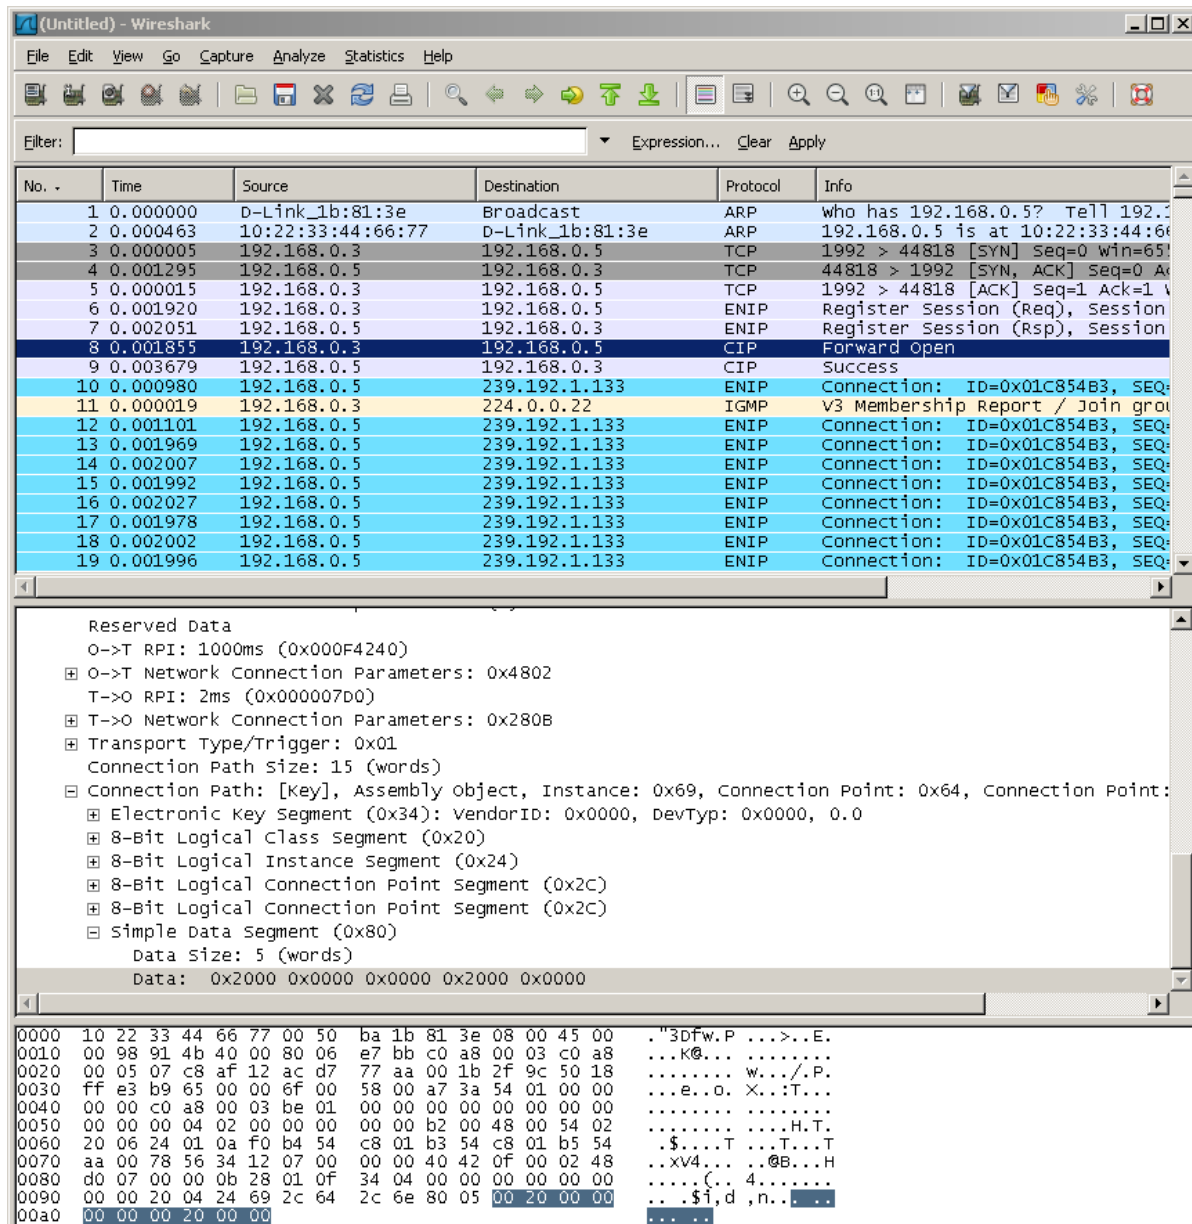 (Untitled) - Wireshark
File Edit View Go Capture Analyze Statistics Help
Filter: Expression... Clear Apply
No. Time Source Destination Protocol Info
1 0.000000 D-Link_1b:81:3e Broadcast ARP Who has 192.168.0.5? Tell 192.1
2 0.000463 10:22:33:44:66:77 D-Link_1b:81:3e ARP 192.168.0.5 is at 10:22:33:44:66
3 0.000005 192.168.0.3 192.168.0.5 TCP 1992 > 44818 [SYN] Seq=0 Win=655
4 0.001295 192.168.0.5 192.168.0.3 TCP 44818 > 1992 [SYN, ACK] Seq=0 Ac
5 0.000015 192.168.0.3 192.168.0.5 TCP 1992 > 44818 [ACK] Seq=1 Ack=1 W
6 0.001920 192.168.0.3 192.168.0.5 ENIP Register Session (Req), Session
7 0.002051 192.168.0.5 192.168.0.3 ENIP Register Session (Rsp), Session
8 0.001855 192.168.0.3 192.168.0.5 CIP Forward Open
9 0.003679 192.168.0.5 192.168.0.3 CIP Success
10 0.000980 192.168.0.5 239.192.1.133 ENIP Connection: ID=0x01C854B3, SEQ=
11 0.000019 192.168.0.3 224.0.0.22 IGMP V3 Membership Report / Join grou
12 0.001101 192.168.0.5 239.192.1.133 ENIP Connection: ID=0x01C854B3, SEQ=
13 0.001969 192.168.0.5 239.192.1.133 ENIP Connection: ID=0x01C854B3, SEQ=
14 0.002007 192.168.0.5 239.192.1.133 ENIP Connection: ID=0x01C854B3, SEQ=
15 0.001992 192.168.0.5 239.192.1.133 ENIP Connection: ID=0x01C854B3, SEQ=
16 0.002027 192.168.0.5 239.192.1.133 ENIP Connection: ID=0x01C854B3, SEQ=
17 0.001978 192.168.0.5 239.192.1.133 ENIP Connection: ID=0x01C854B3, SEQ=
18 0.002002 192.168.0.5 239.192.1.133 ENIP Connection: ID=0x01C854B3, SEQ=
19 0.001996 192.168.0.5 239.192.1.133 ENIP Connection: ID=0x01C854B3, SEQ=
Reserved Data
O->T RPI: 1000ms (0x000F4240)
O->T Network Connection Parameters: 0x4802
T->O RPI: 2ms (0x000007D0)
T->O Network Connection Parameters: 0x280B
Transport Type/Trigger: 0x01
Connection Path Size: 15 (words)
Connection Path: [Key], Assembly Object, Instance: 0x69, Connection Point: 0x64, Connection Point:
Electronic Key Segment (0x34): VendorID: 0x0000, DevTyp: 0x0000, 0.0
8-Bit Logical Class Segment (0x20)
8-Bit Logical Instance Segment (0x24)
8-Bit Logical Connection Point Segment (0x2C)
8-Bit Logical Connection Point Segment (0x2C)
Simple Data Segment (0x80)
Data Size: 5 (words)
Data: 0x2000 0x0000 0x0000 0x2000 0x0000
0000 10 22 33 44 66 77 00 50 ba 1b 81 3e 08 00 45 00 ."3Dfw.P ...>..E.
0010 00 98 91 4b 40 00 80 06 e7 bb c0 a8 00 03 c0 a8 ...K@... ........
0020 00 05 07 c8 af 12 ac d7 77 aa 00 1b 2f 9c 50 18 ........ w.../.P.
0030 ff e3 b9 65 00 00 6f 00 58 00 a7 3a 54 01 00 00 ...e..o. X..:T...
0040 00 00 c0 a8 00 03 be 01 00 00 00 00 00 00 00 00 ........ ........
0050 00 00 00 04 02 00 00 00 00 00 b2 00 48 00 54 02 ........ ....H.T.
0060 20 06 24 01 0a f0 b4 54 c8 01 b3 54 c8 01 b5 54 .$....T ...T...T
0070 aa 00 78 56 34 12 07 00 00 00 40 42 0f 00 02 48 ..xV4... ..@B...H
0080 d0 07 00 00 0b 28 01 0f 34 04 00 00 00 00 00 00 .....(.. 4.......
0090 00 00 20 04 24 69 2c 64 2c 6e 80 05 00 20 00 00 .. .$i,d ,n... ..
00a0 00 00 00 20 00 00 ... ..